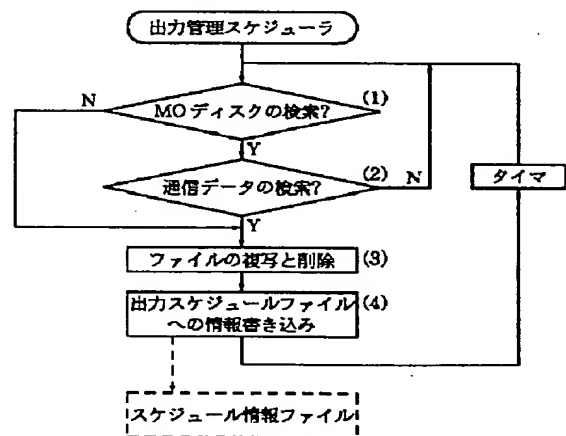 出力管理スケジューラ
N
MOディスクの検索?
(1)
Y
通信データの検索?
(2)
N
タイマ
Y
ファイルの複写と削除
(3)
出力スケジュールファイル
への情報書き込み
(4)
スケジュール情報ファイル